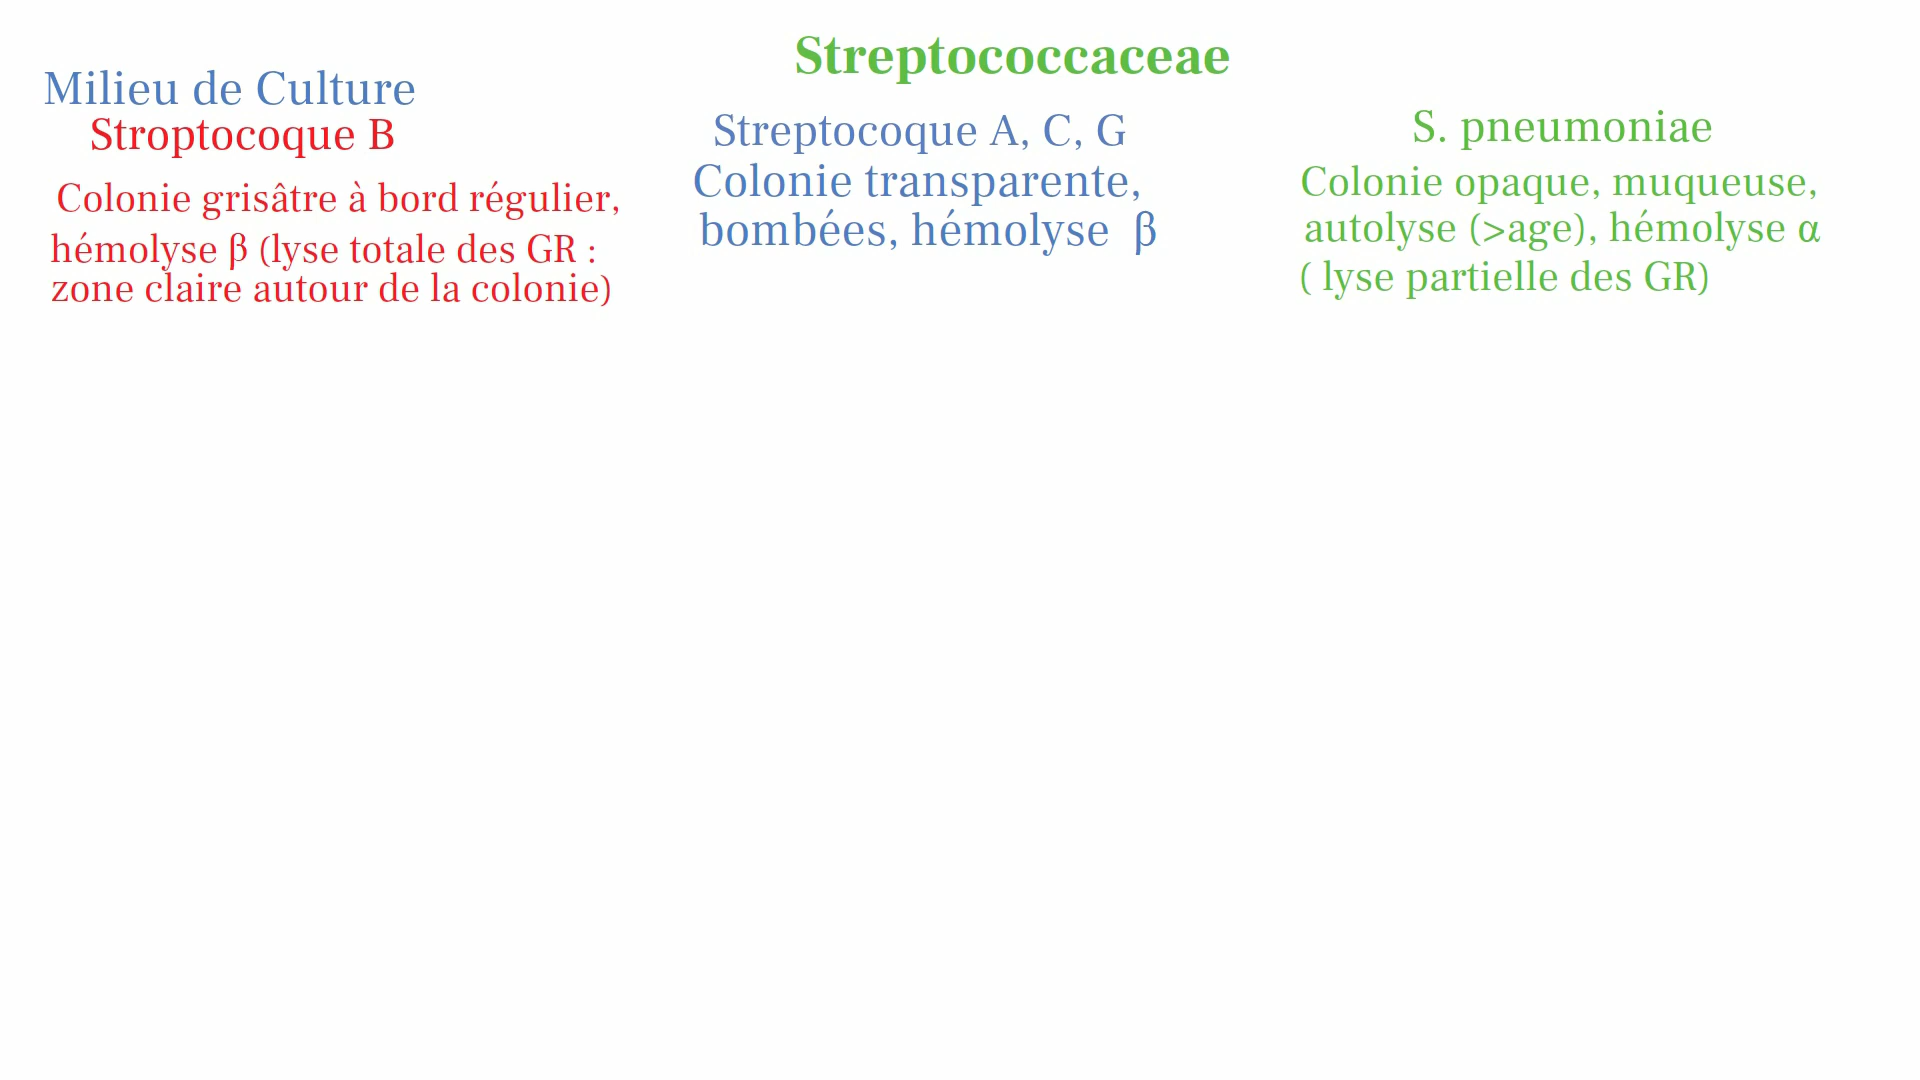 Streptococcaceae
Milieu de Culture
Stroptocoque B
Colonie grisâtre à bord régulier,
hémolyse β (lyse totale des GR :
zone claire autour de la colonie)
Streptocoque A, C, G
Colonie transparente,
bombées, hémolyse β
S. pneumoniae
Colonie opaque, muqueuse,
autolyse (>age), hémolyse α
( lyse partielle des GR)